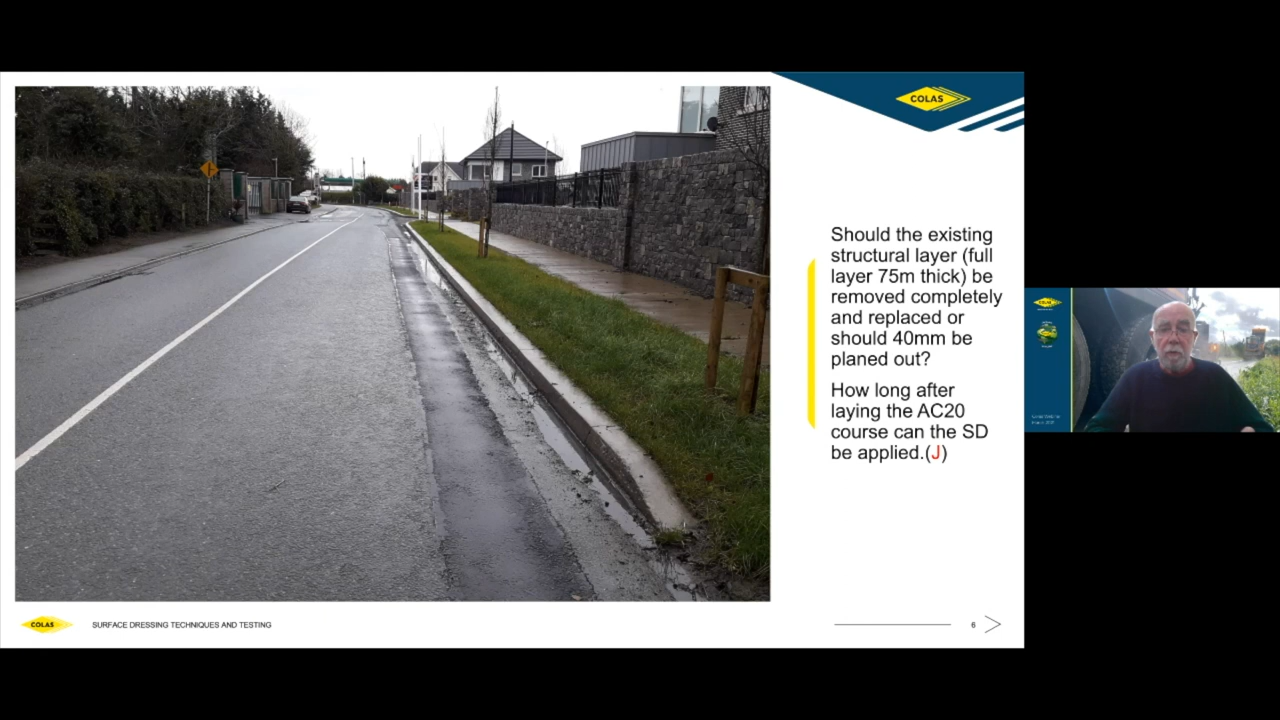 COLAS
Should the existing
structural layer (full
layer 75m thick) be
removed completely
and replaced or
should 40mm be
planed out?
How long after
laying the AC20
course can the SD
be applied.(J)
COLAS
SURFACE DRESSING TECHNIQUES AND TESTING
6
COLAS